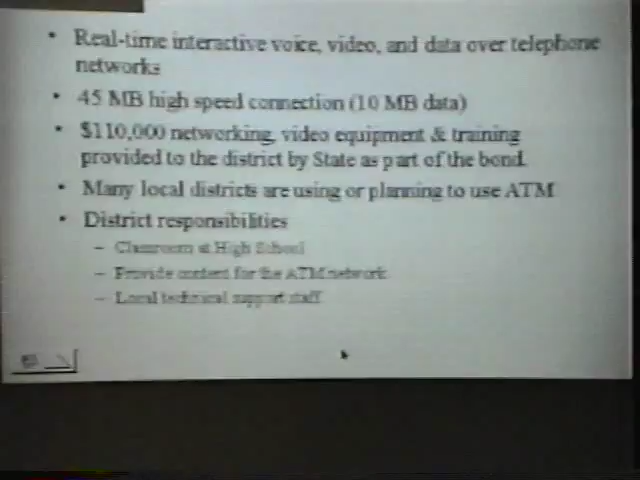 • Real-time interactive voice, video, and data over telephone
networks
• 45 MB high speed connection (10 MB data)
• $110,000 networking, video equipment & training
provided to the district by State as part of the bond.
• Many local districts are using or planning to use ATM
• District responsibilities
– Classroom at High School
– Provide content for the ATM network
– Local technical support staff